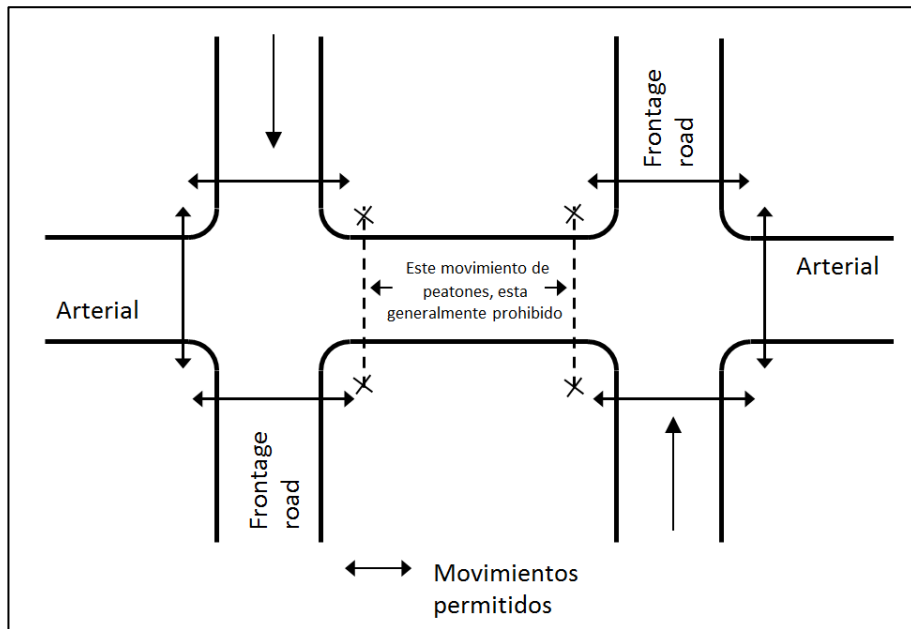 Frontage
road
Este movimiento de
peatones, esta
generalmente prohibido
Arterial
Arterial
Frontage
road
Movimientos
permitidos